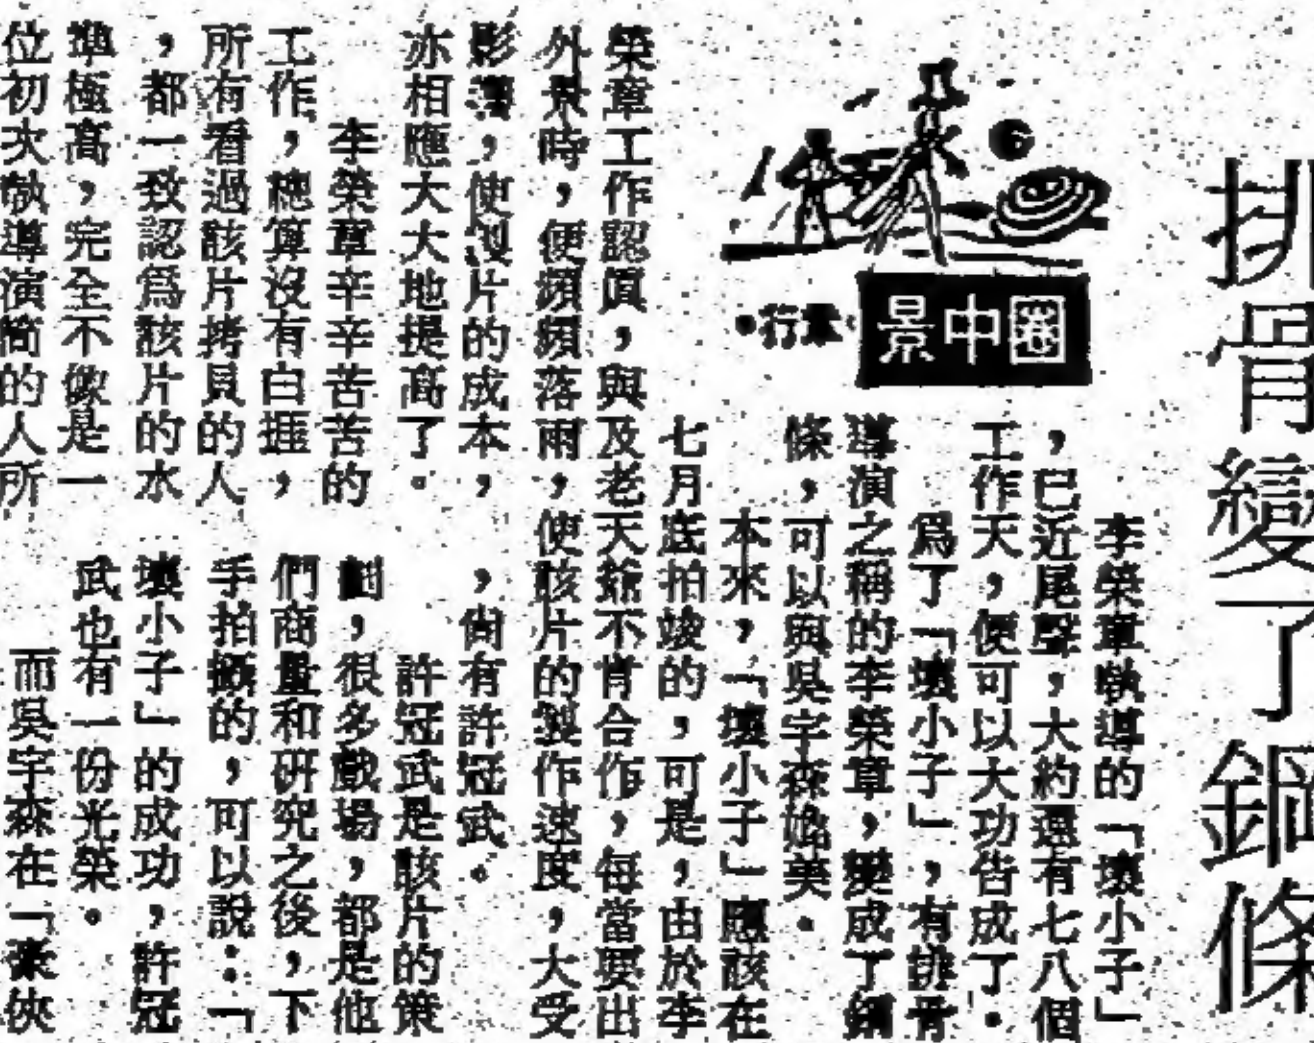 排骨變了鋼條
圈中景
李榮章執導的「壞小子」
，已近尾聲，大約還有七八個
工作天，便可以大功告成了。
爲了「壞小子」，有排骨
導演之稱的李榮章，變成了鋼
條，可以與吳宇森媲美。
本來，「壞小子」應該在
七月底拍竣的，可是，由於李
榮章工作認眞，與及老天爺不肯合作，每當要出
外景時，便頻頻落雨，使該片的製作速度，大受
影響，使製片的成本，
亦相應大大地提高了。
李榮章辛辛苦苦的
工作，總算沒有白捱，
所有看過該片拷貝的人
，都一致認爲該片的水
準極高，完全不像是一
位初次執導演筒的人所
，尚有許冠武。
許冠武是該片的策
劃，很多戲場，都是他
們商量和研究之後，下
手拍攝的，可以說：「
壞小子」的成功，許冠
武也有一份光榮。
而吳宇森在「豪俠